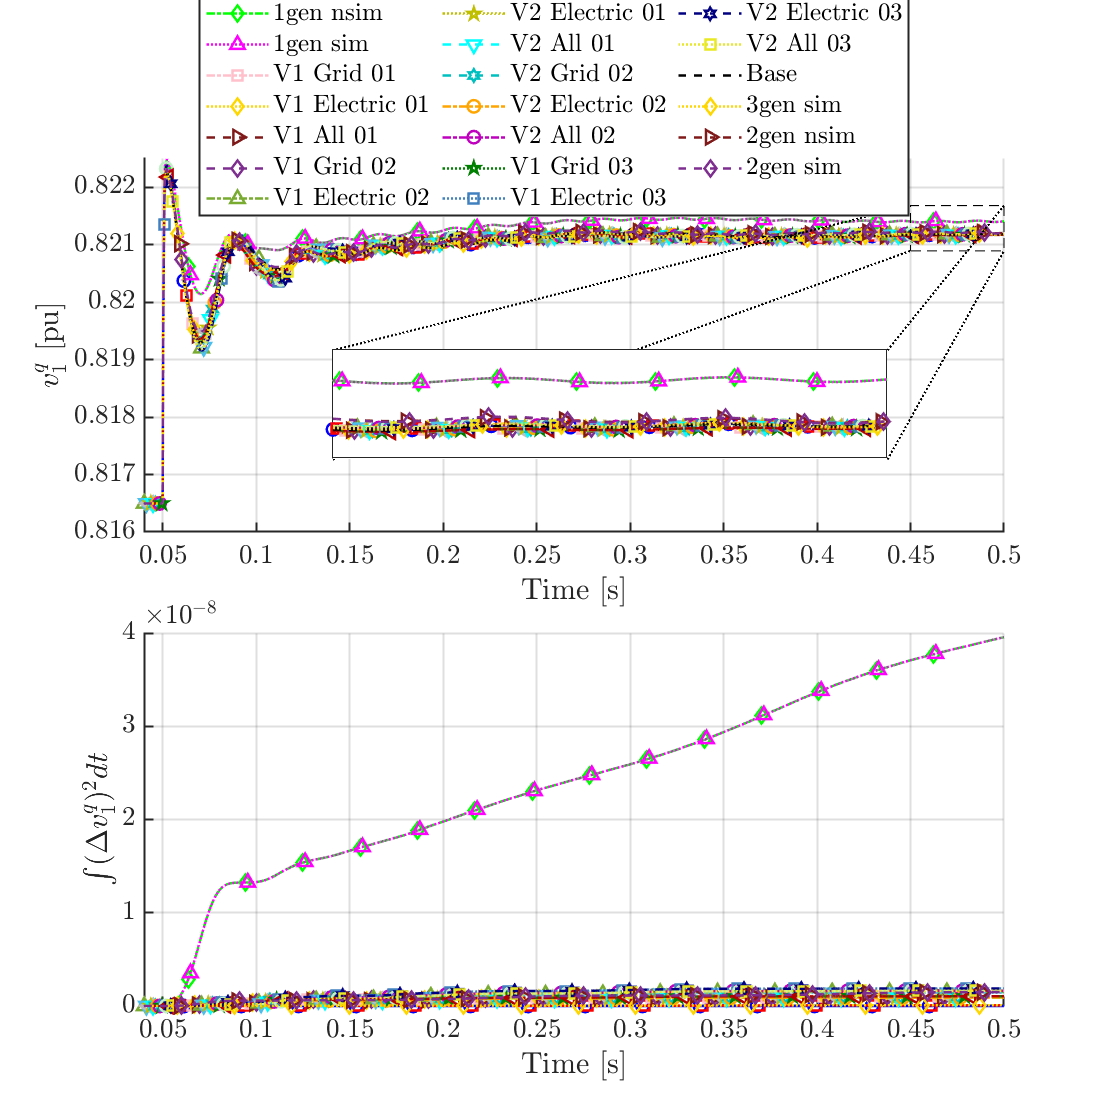 1gen nsim V2 Electric 01 V2 Electric 03
1gen sim V2 All 01 V2 All 03
V1 Grid 01 V2 Grid 02 Base
V1 Electric 01 V2 Electric 02 3gen sim
V1 All 01 V2 All 02 2gen nsim
V1 Grid 02 V1 Grid 03 2gen sim
V1 Electric 02 V1 Electric 03
0.822
0.821
0.82
0.819
0.818
0.817
0.816
v₁^q [pu]
0.05 0.1 0.15 0.2 0.25 0.3 0.35 0.4 0.45 0.5
Time [s]
×10⁻⁸
4
3
2
1
0
∫(Δv₁^q)²dt
0.05 0.1 0.15 0.2 0.25 0.3 0.35 0.4 0.45 0.5
Time [s]